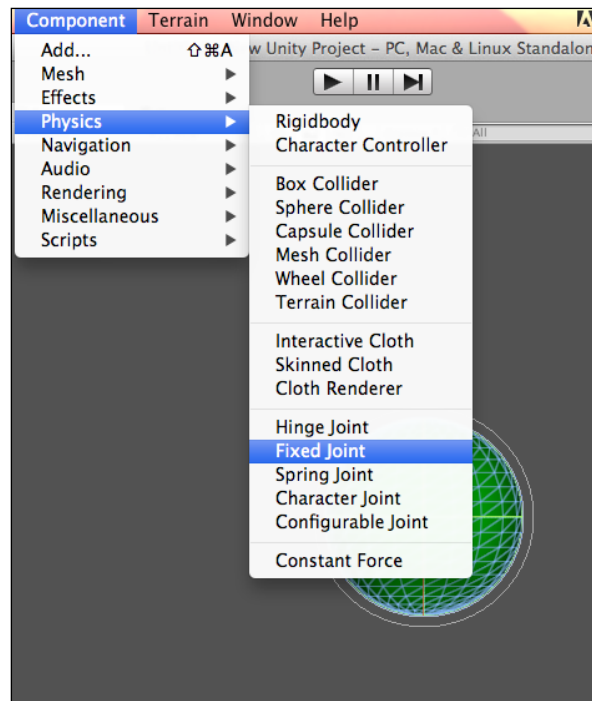 Component Terrain Window Help
w Unity Project – PC, Mac & Linux Standalon
Add... ⇧⌘A
Mesh
Effects
Physics
Navigation
Audio
Rendering
Miscellaneous
Scripts
All
Rigidbody
Character Controller
Box Collider
Sphere Collider
Capsule Collider
Mesh Collider
Wheel Collider
Terrain Collider
Interactive Cloth
Skinned Cloth
Cloth Renderer
Hinge Joint
Fixed Joint
Spring Joint
Character Joint
Configurable Joint
Constant Force